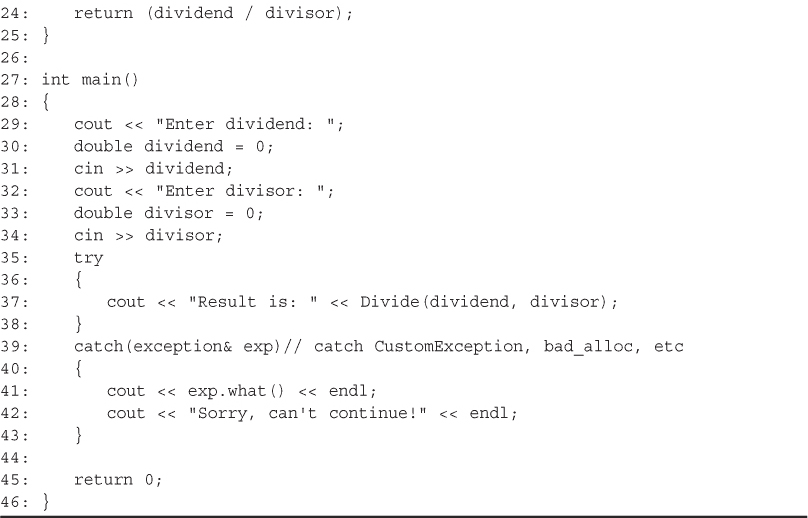 24:    return (dividend / divisor);
25: }
26:
27: int main()
28: {
29:    cout << "Enter dividend: ";
30:    double dividend = 0;
31:    cin >> dividend;
32:    cout << "Enter divisor: ";
33:    double divisor = 0;
34:    cin >> divisor;
35:    try
36:    {
37:       cout << "Result is: " << Divide(dividend, divisor);
38:    }
39:    catch(exception& exp)// catch CustomException, bad_alloc, etc
40:    {
41:       cout << exp.what() << endl;
42:       cout << "Sorry, can't continue!" << endl;
43:    }
44:
45:    return 0;
46: }